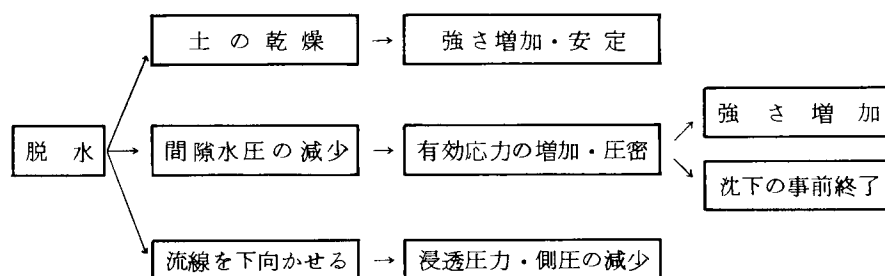 土の乾燥 → 強さ増加・安定
強さ増加
脱水 間隙水圧の減少 → 有効応力の増加・圧密
沈下の事前終了
流線を下向かせる → 浸透圧力・側圧の減少